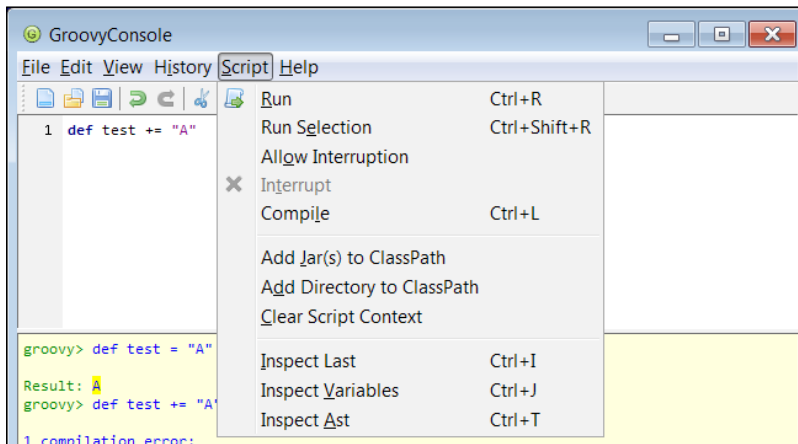 GroovyConsole
File Edit View History Script Help
1 def test += "A"
Run Ctrl+R
Run Selection Ctrl+Shift+R
Allow Interruption
Interrupt
Compile Ctrl+L
Add Jar(s) to ClassPath
Add Directory to ClassPath
Clear Script Context
Inspect Last Ctrl+I
Inspect Variables Ctrl+J
Inspect Ast Ctrl+T
groovy> def test = "A"
Result: A
groovy> def test += "A"
1 compilation error: